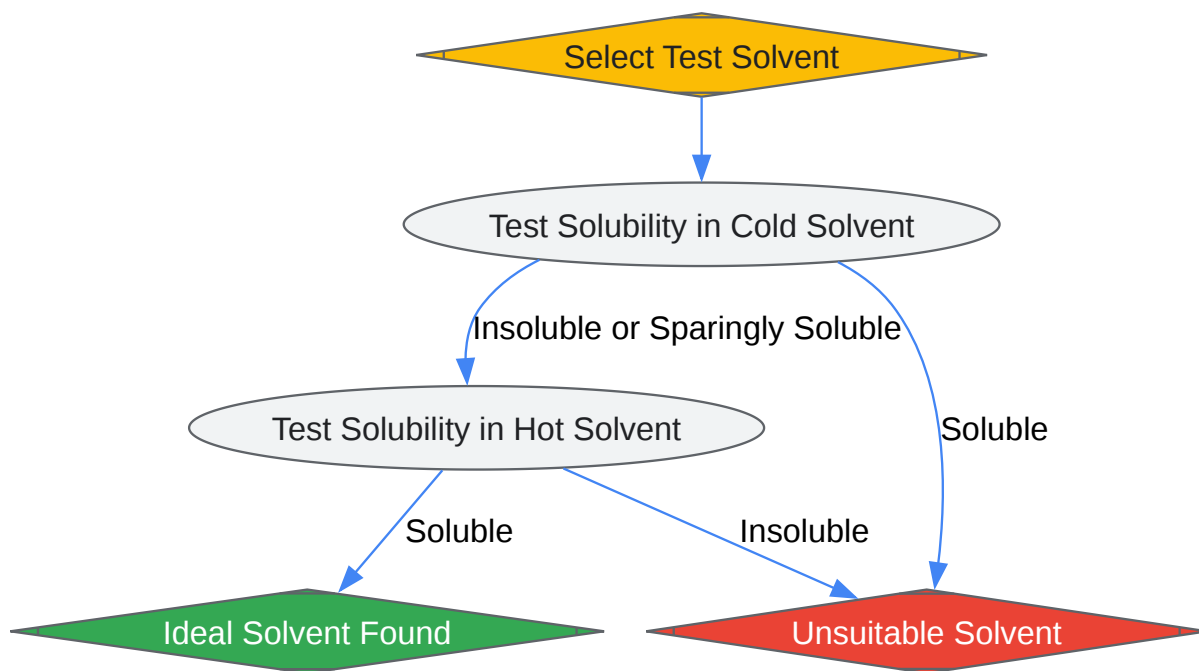 Select Test Solvent
Test Solubility in Cold Solvent
Insoluble or Sparingly Soluble
Test Solubility in Hot Solvent
Soluble
Soluble
Insoluble
Ideal Solvent Found
Unsuitable Solvent